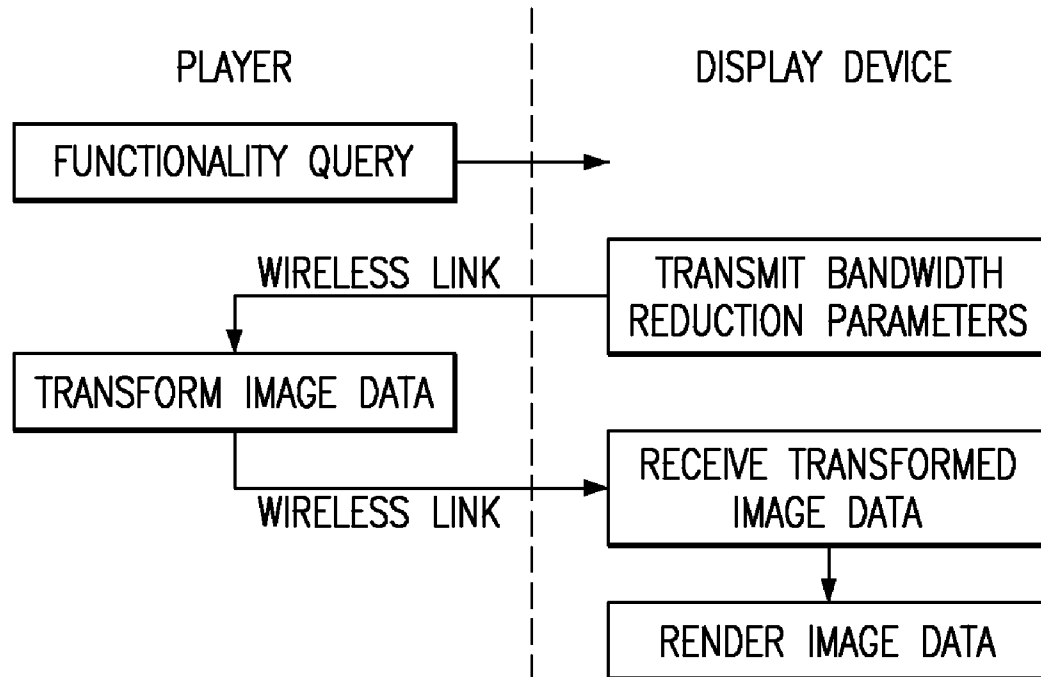 PLAYER
DISPLAY DEVICE
FUNCTIONALITY QUERY
WIRELESS LINK
TRANSMIT BANDWIDTH
REDUCTION PARAMETERS
TRANSFORM IMAGE DATA
WIRELESS LINK
RECEIVE TRANSFORMED
IMAGE DATA
RENDER IMAGE DATA